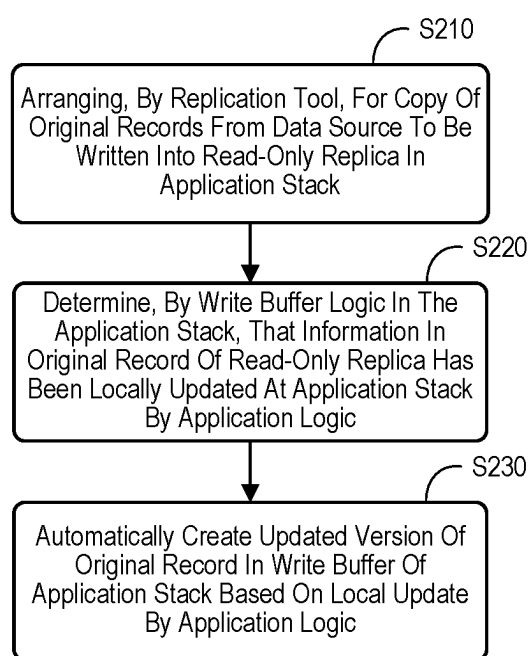 S210
Arranging, By Replication Tool, For Copy Of
Original Records From Data Source To Be
Written Into Read-Only Replica In
Application Stack
S220
Determine, By Write Buffer Logic In The
Application Stack, That Information In
Original Record Of Read-Only Replica Has
Been Locally Updated At Application Stack
By Application Logic
S230
Automatically Create Updated Version Of
Original Record In Write Buffer Of
Application Stack Based On Local Update
By Application Logic